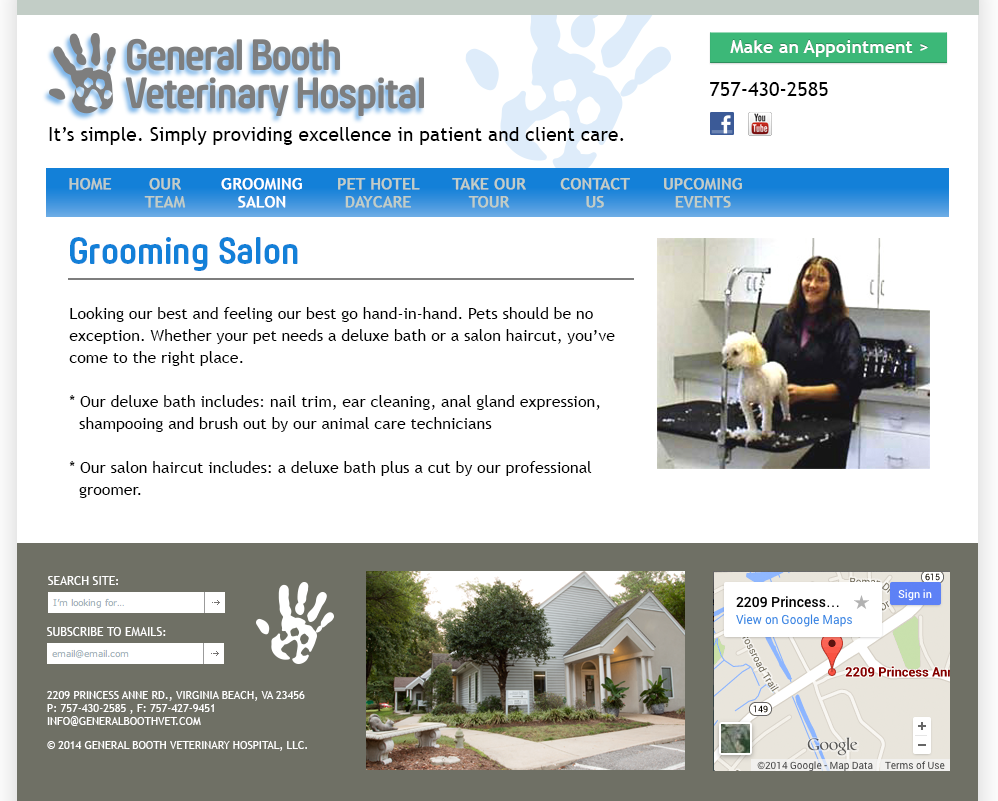 General Booth
Veterinary Hospital
It’s simple. Simply providing excellence in patient and client care.
Make an Appointment >
757-430-2585
f
You
Tube
HOME
OUR
TEAM
GROOMING
SALON
PET HOTEL
DAYCARE
TAKE OUR
TOUR
CONTACT
US
UPCOMING
EVENTS
Grooming Salon
Looking our best and feeling our best go hand-in-hand. Pets should be no
exception. Whether your pet needs a deluxe bath or a salon haircut, you’ve
come to the right place.
* Our deluxe bath includes: nail trim, ear cleaning, anal gland expression,
shampooing and brush out by our animal care technicians
* Our salon haircut includes: a deluxe bath plus a cut by our professional
groomer.
SEARCH SITE:
I'm looking for...
SUBSCRIBE TO EMAILS:
email@email.com
2209 PRINCESS ANNE RD., VIRGINIA BEACH, VA 23456
P: 757-430-2585 , F: 757-427-9451
INFO@GENERALBOOTHVET.COM
© 2014 GENERAL BOOTH VETERINARY HOSPITAL, LLC.
615
Sign in
2209 Princess...
View on Google Maps
2209 Princess Ann
ossroad Trail
149
Google
©2014 Google - Map Data
Terms of Use